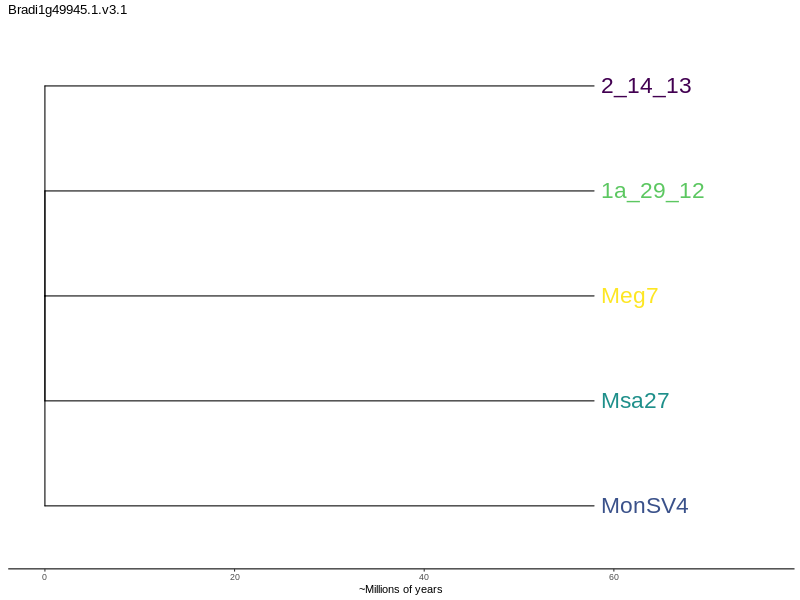 Bradi1g49945.1.v3.1
2_14_13
1a_29_12
Meg7
Msa27
MonSV4
0 20 40 60
~Millions of years